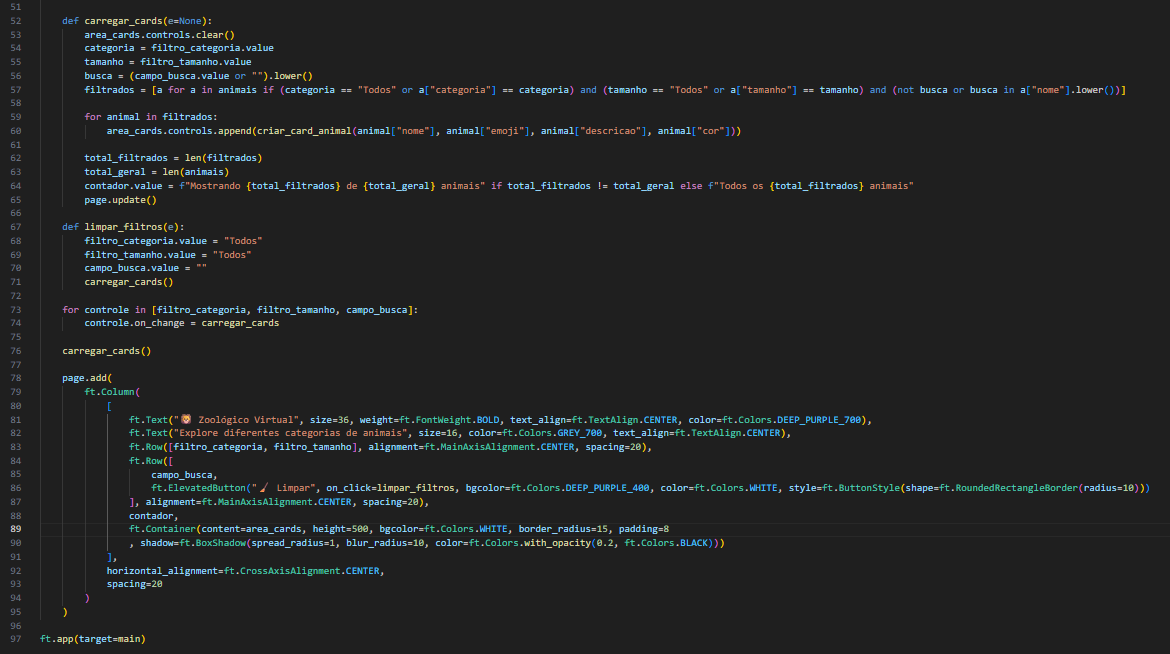 51
52 def carregar_cards(e=None):
53 area_cards.controls.clear()
54 categoria = filtro_categoria.value
55 tamanho = filtro_tamanho.value
56 busca = (campo_busca.value or "").lower()
57 filtrados = [a for a in animais if (categoria == "Todos" or a["categoria"] == categoria) and (tamanho == "Todos" or a["tamanho"] == tamanho) and (not busca or busca in a["nome"].lower())]
58
59 for animal in filtrados:
60 area_cards.controls.append(criar_card_animal(animal["nome"], animal["emoji"], animal["descricao"], animal["cor"]))
61
62 total_filtrados = len(filtrados)
63 total_geral = len(animais)
64 contador.value = f"Mostrando {total_filtrados} de {total_geral} animais" if total_filtrados != total_geral else f"Todos os {total_filtrados} animais"
65 page.update()
66
67 def limpar_filtros(e):
68 filtro_categoria.value = "Todos"
69 filtro_tamanho.value = "Todos"
70 campo_busca.value = ""
71 carregar_cards()
72
73 for controle in [filtro_categoria, filtro_tamanho, campo_busca]:
74 controle.on_change = carregar_cards
75
76 carregar_cards()
77
78 page.add(
79 ft.Column(
80 [
81 ft.Text("🦁 Zoológico Virtual", size=36, weight=ft.FontWeight.BOLD, text_align=ft.TextAlign.CENTER, color=ft.Colors.DEEP_PURPLE_700),
82 ft.Text("Explore diferentes categorias de animais", size=16, color=ft.Colors.GREY_700, text_align=ft.TextAlign.CENTER),
83 ft.Row([filtro_categoria, filtro_tamanho], alignment=ft.MainAxisAlignment.CENTER, spacing=20),
84 ft.Row([
85 campo_busca,
86 ft.ElevatedButton("🧹 Limpar", on_click=limpar_filtros, bgcolor=ft.Colors.DEEP_PURPLE_400, color=ft.Colors.WHITE, style=ft.ButtonStyle(shape=ft.RoundedRectangleBorder(radius=10)))
87 ], alignment=ft.MainAxisAlignment.CENTER, spacing=20),
88 contador,
89 ft.Container(content=area_cards, height=500, bgcolor=ft.Colors.WHITE, border_radius=15, padding=8
90 , shadow=ft.BoxShadow(spread_radius=1, blur_radius=10, color=ft.Colors.with_opacity(0.2, ft.Colors.BLACK)))
91 ],
92 horizontal_alignment=ft.CrossAxisAlignment.CENTER,
93 spacing=20
94 )
95 )
96
97 ft.app(target=main)